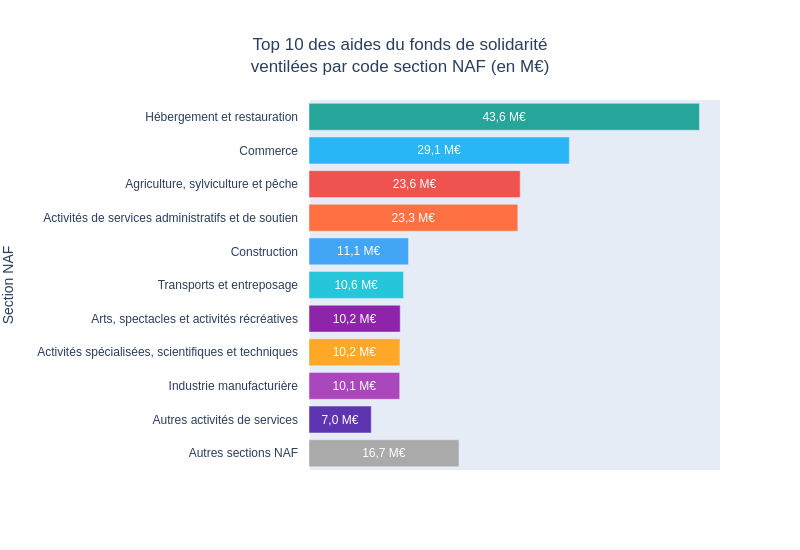 Top 10 des aides du fonds de solidarité
ventilées par code section NAF (en M€)
Section NAF
Hébergement et restauration 43,6 M€
Commerce 29,1 M€
Agriculture, sylviculture et pêche 23,6 M€
Activités de services administratifs et de soutien 23,3 M€
Construction 11,1 M€
Transports et entreposage 10,6 M€
Arts, spectacles et activités récréatives 10,2 M€
Activités spécialisées, scientifiques et techniques 10,2 M€
Industrie manufacturière 10,1 M€
Autres activités de services 7,0 M€
Autres sections NAF 16,7 M€